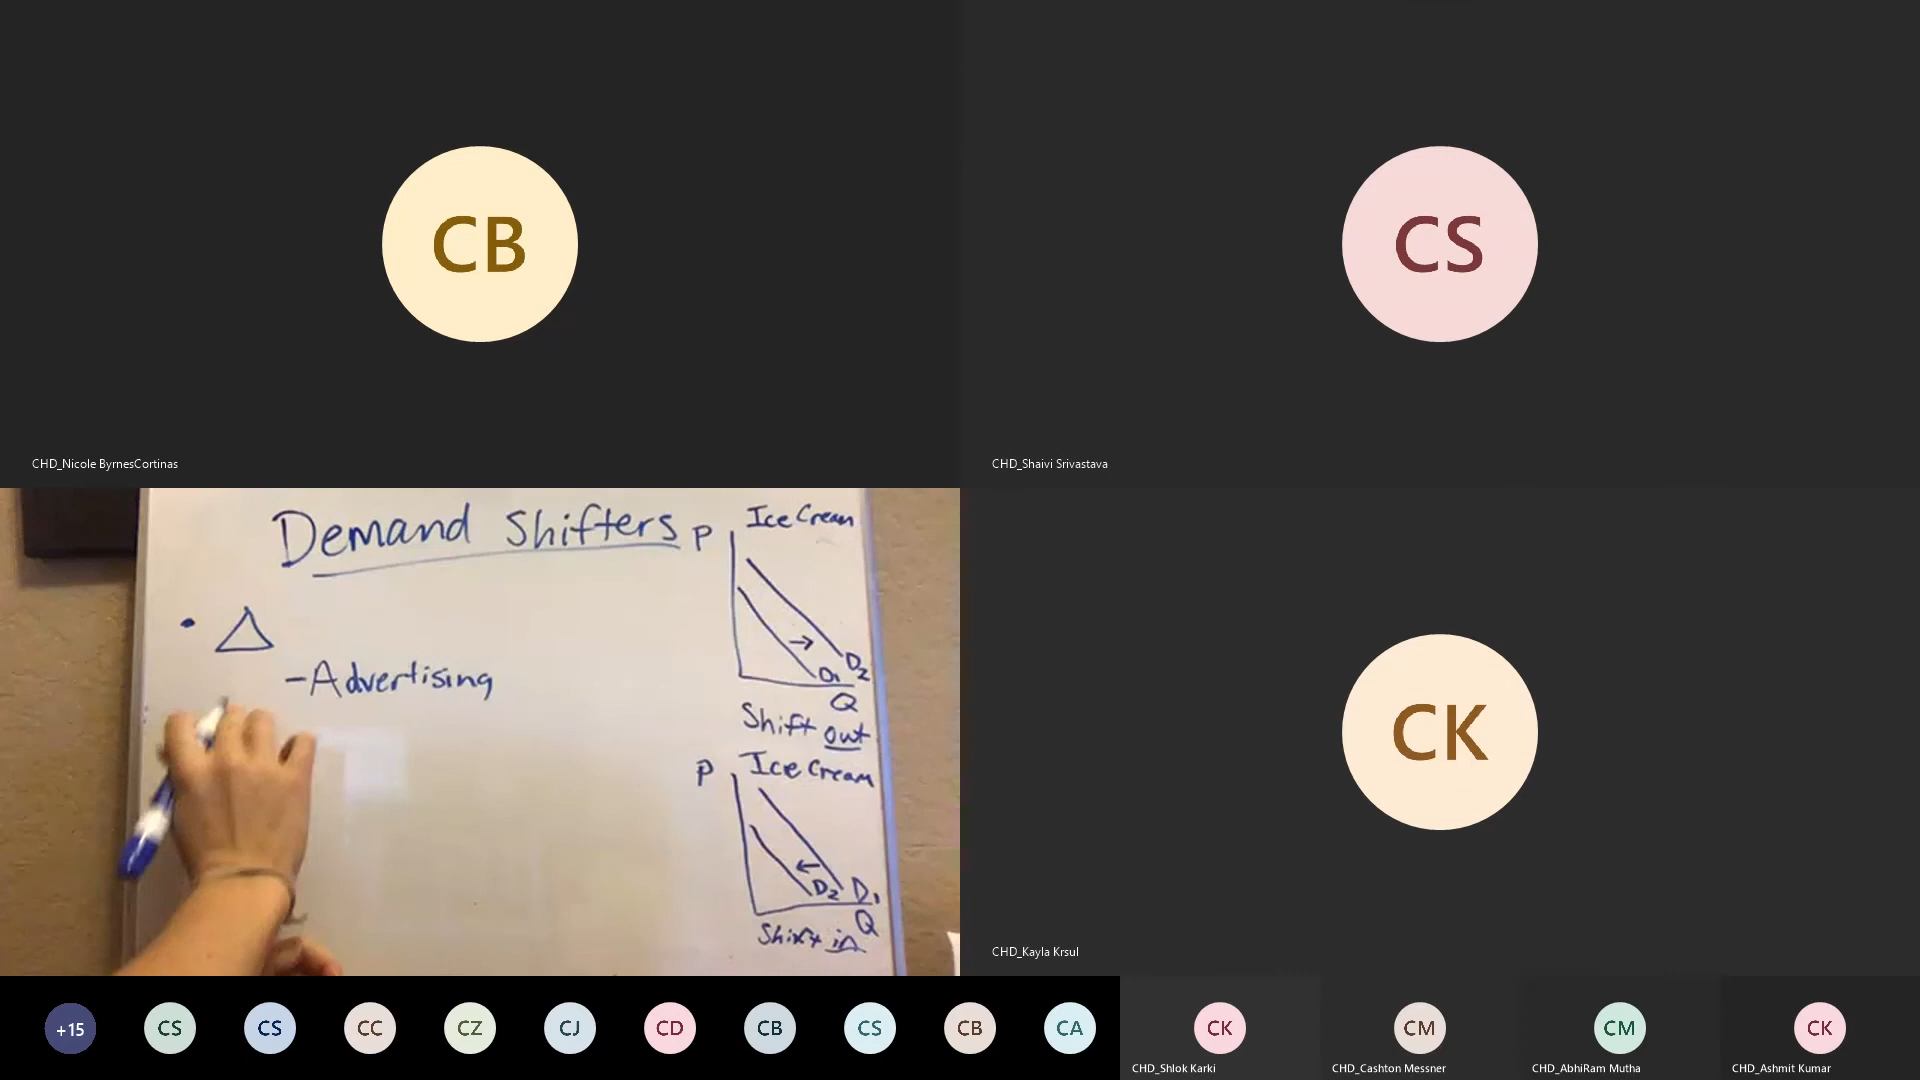 CB
CS
CHD_Nicole ByrnesCortinas
CHD_Shaivi Srivastava
Demand Shifters
• △
-Advertising
P Ice Cream
D1 D2
Q
Shift out
P Ice Cream
D2 D1
Q
Shift in
CK
CHD_Kayla Krsul
+15 CS CS CC CZ CJ CD CB CS CB CA CK CM CM CK
CHD_Shlok Karki CHD_Cashton Messner CHD_AbhiRam Mutha CHD_Ashmit Kumar